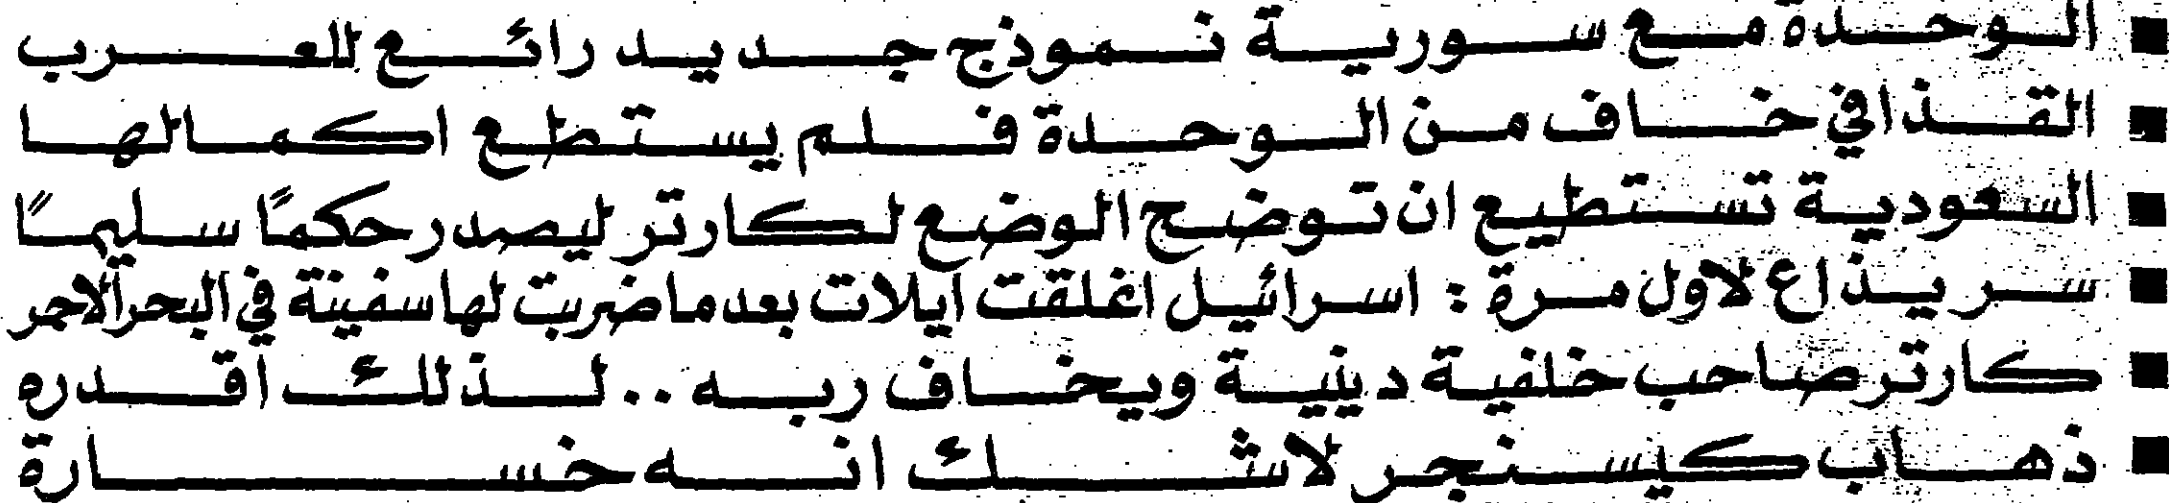 ■ الوحدة مع سورية نموذج جديد رائع للعرب
■ القذافي خاف من الوحدة فلم يستطع اكمالها
■ السعودية تستطيع ان توضح الوضع لكارتر ليصدر حكمًا سليمًا
■ سر يذاع لاول مرة : اسرائيل اغلقت ايلات بعدما ضربت لها سفينة في البحر الاحمر
■ كارتر صاحب خلفية دينية ويخاف ربه .. لذلك اقدره
■ ذهاب كيسنجر لاشك انه خسارة